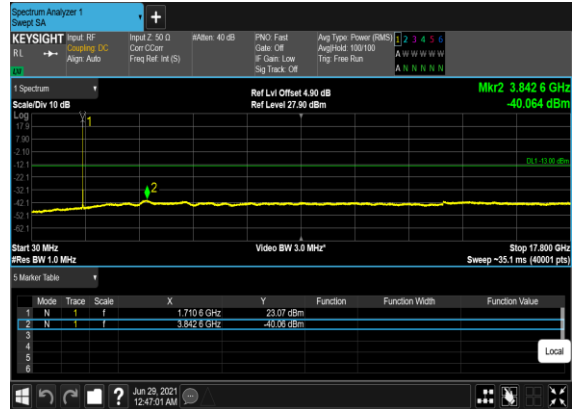 Spectrum Analyzer 1
Swept SA
+
KEYSIGHT Input: RF Input Z: 50 Ω #Atten: 40 dB PNO: Fast Avg Type: Power (RMS) 1 2 3 4 5 6
RL Coupling: DC Corr CCorr Gate: Off Avg|Hold: 100/100 A W W W W W
Align: Auto Freq Ref: Int (S) IF Gain: Low Trig: Free Run
Sig Track: Off A N N N N N
1 Spectrum Ref Lvl Offset 4.90 dB Mkr2 3.842 6 GHz
Scale/Div 10 dB Ref Level 27.90 dBm -40.064 dBm
Log
17.9
1
7.90
-2.10
-12.1 DL1 -13.00 dBm
-22.1
-32.1 2
-42.1
-52.1
-62.1
Start 30 MHz Video BW 3.0 MHz* Stop 17.800 GHz
#Res BW 1.0 MHz Sweep ~35.1 ms (40001 pts)
5 Marker Table
Mode Trace Scale X Y Function Function Width Function Value
1 N 1 f 1.710 6 GHz 23.07 dBm
2 N 1 f 3.842 6 GHz -40.06 dBm
3
4
5
6
Local
? Jun 29, 2021
12:47:01 AM